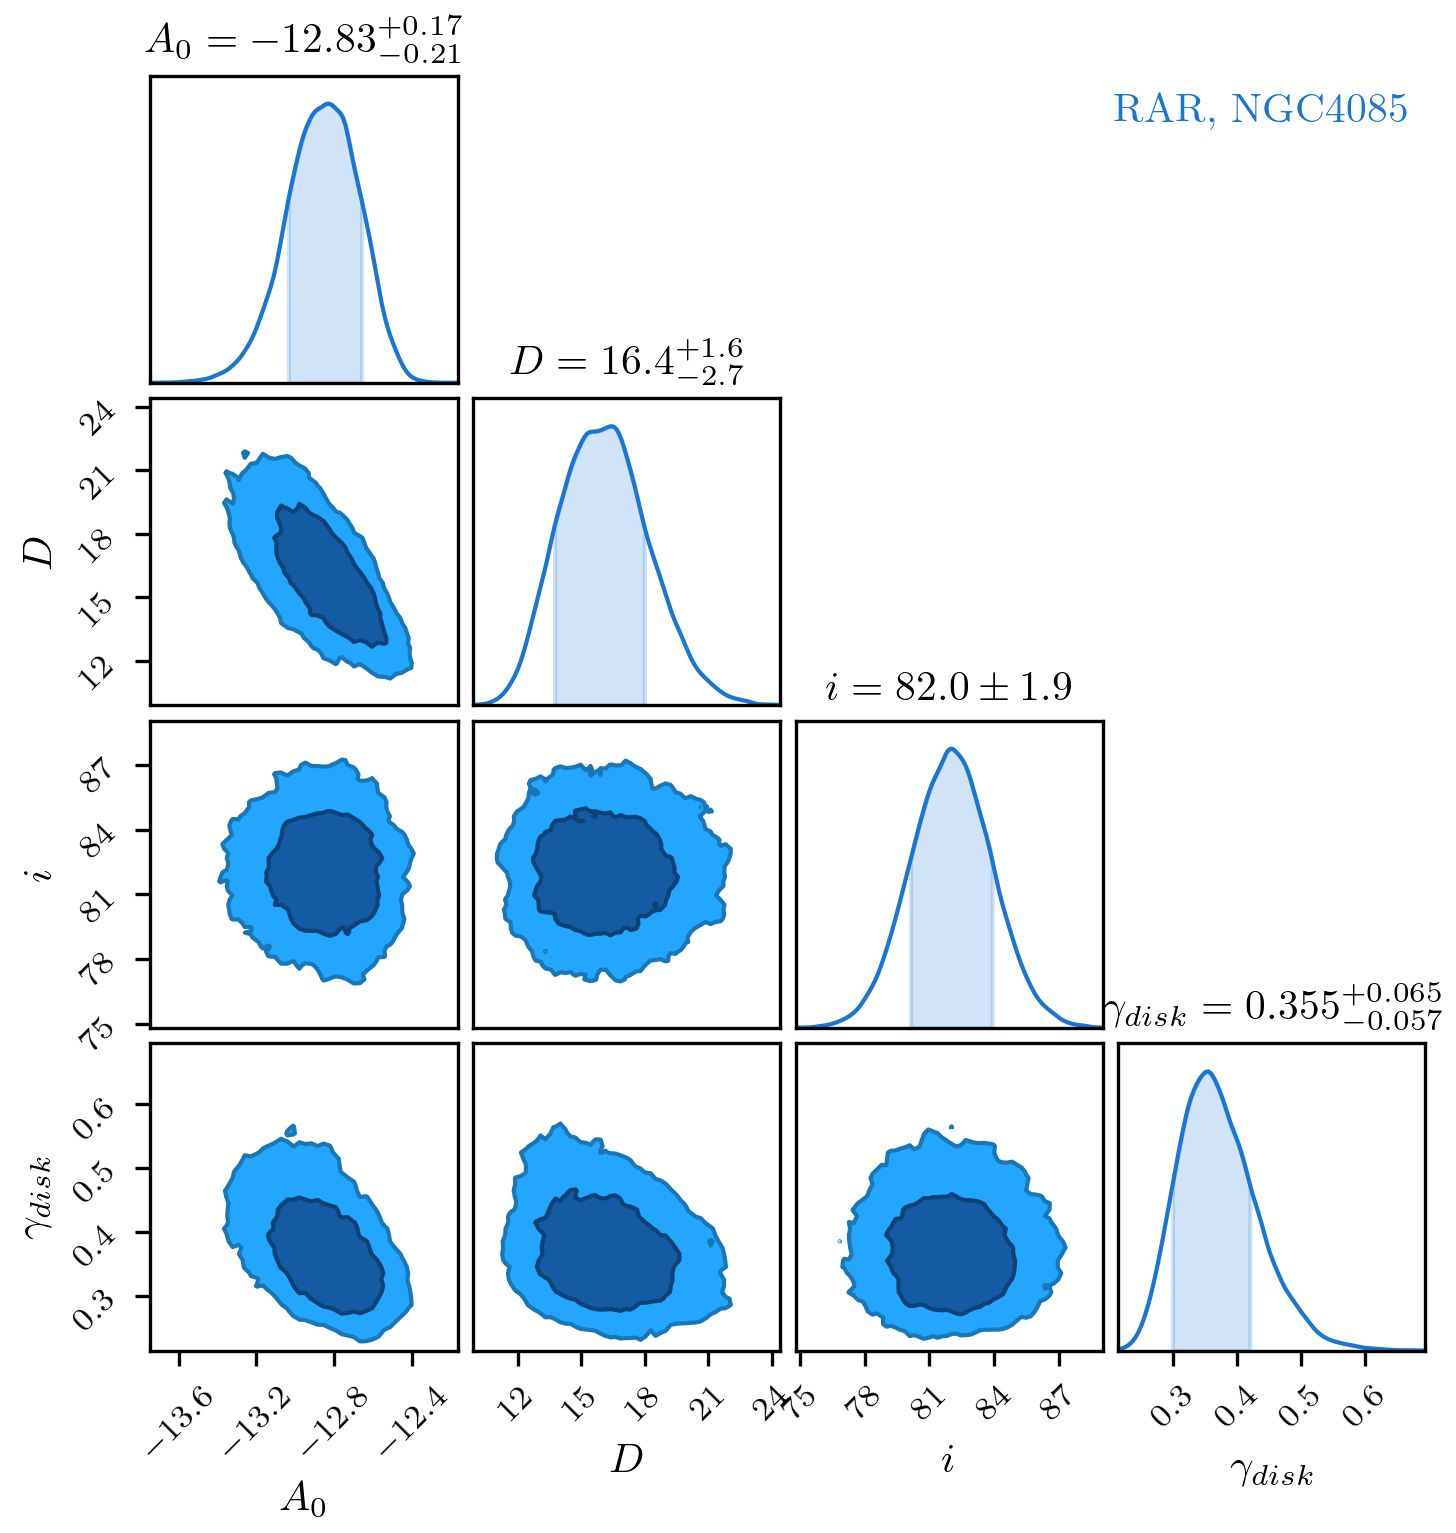 A_0 = −12.83^{+0.17}_{−0.21}
RAR, NGC4085
D = 16.4^{+1.6}_{−2.7}
24
21
18
15
12
D
i = 82.0 ± 1.9
87
84
81
78
75
i
γ_{disk} = 0.355^{+0.065}_{−0.057}
0.6
0.5
0.4
0.3
γ_{disk}
−13.6 −13.2 −12.8 −12.4
12 15 18 21 24
75 78 81 84 87
0.3 0.4 0.5 0.6
A_0
D
i
γ_{disk}